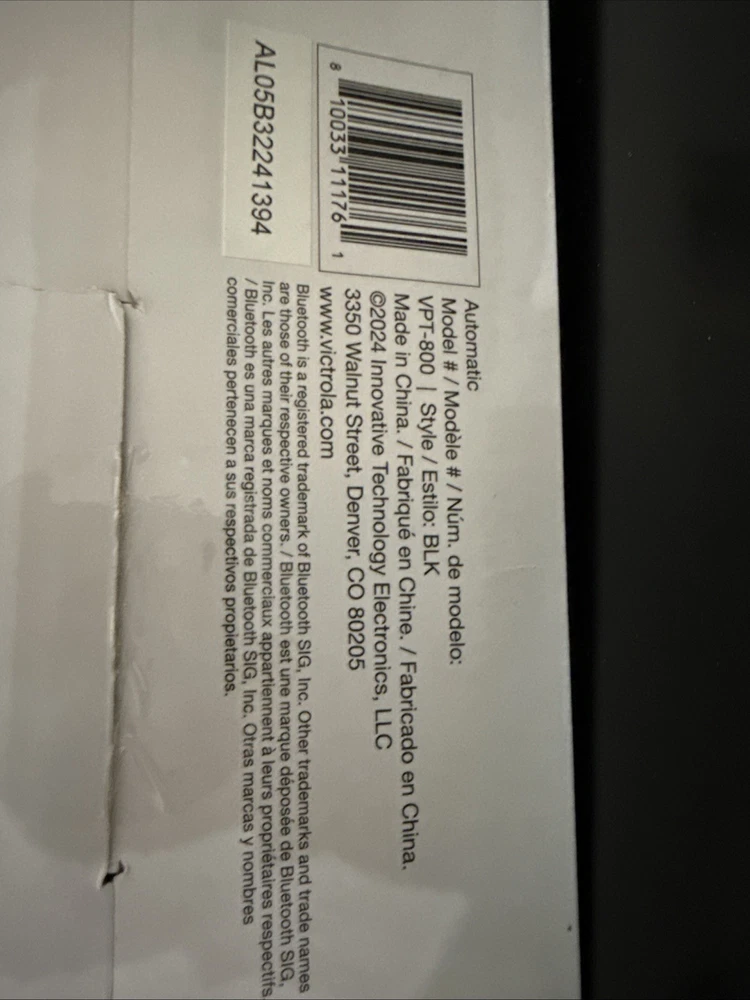 8 10033 11176 1
AL05B32241394
Automatic
Model # / Modèle # / Núm. de modelo:
VPT-800 | Style / Estilo: BLK
Made in China. / Fabriqué en Chine. / Fabricado en China.
©2024 Innovative Technology Electronics, LLC
3350 Walnut Street, Denver, CO 80205
www.victrola.com
Bluetooth is a registered trademark of Bluetooth SIG, Inc. Other trademarks and trade names
are those of their respective owners. / Bluetooth est une marque déposée de Bluetooth SIG,
Inc. Les autres marques et noms commerciaux appartiennent à leurs propriétaires respectifs.
/ Bluetooth es una marca registrada de Bluetooth SIG, Inc. Otras marcas y nombres
comerciales pertenecen a sus respectivos propietarios.